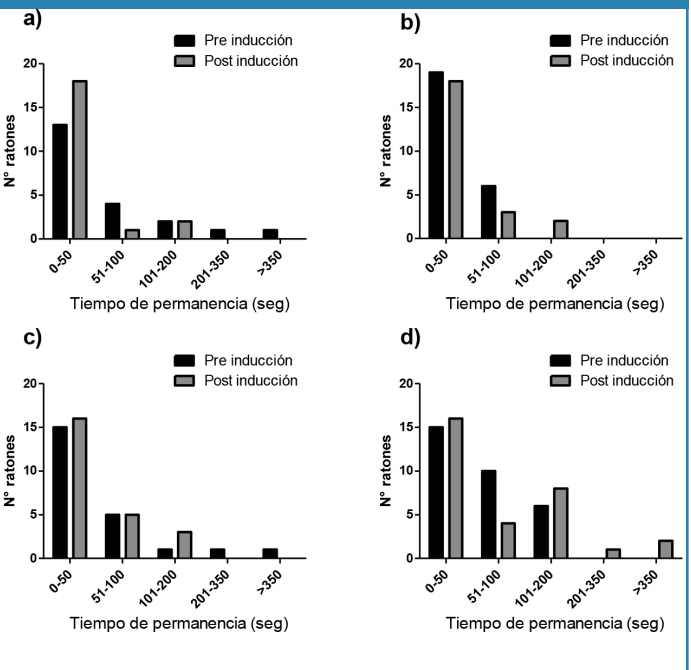 a)
Pre inducción
Post inducción
20
15
10
5
0
N° ratones
0-50
51-100
101-200
201-350
>350
Tiempo de permanencia (seg)
b)
Pre inducción
Post inducción
20
15
10
5
0
N° ratones
0-50
51-100
101-200
201-350
>350
Tiempo de permanencia (seg)
c)
Pre inducción
Post inducción
20
15
10
5
0
N° ratones
0-50
51-100
101-200
201-350
>350
Tiempo de permanencia (seg)
d)
Pre inducción
Post inducción
20
15
10
5
0
N° ratones
0-50
51-100
101-200
201-350
>350
Tiempo de permanencia (seg)